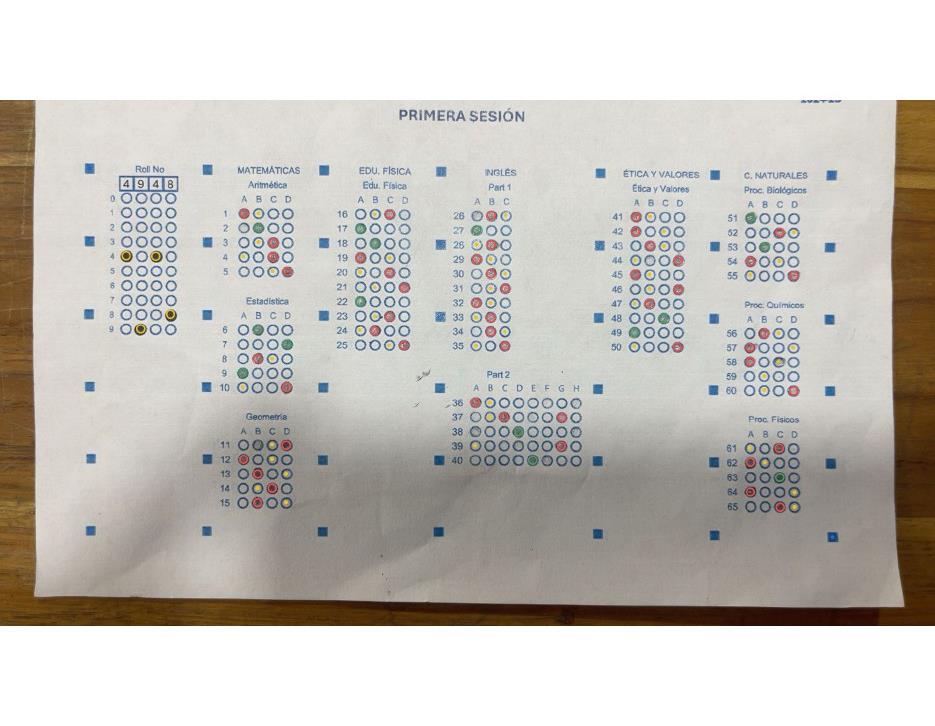 PRIMERA SESIÓN
Roll No
4 9 4 8
0
1
2
3
4
5
6
7
8
9
MATEMÁTICAS
Aritmética
A B C D
1
2
3
4
5
Estadística
A B C D
6
7
8
9
10
Geometría
A B C D
11
12
13
14
15
EDU. FÍSICA
Edu. Física
A B C D
16
17
18
19
20
21
22
23
24
25
INGLÉS
Part 1
A B C
26
27
28
29
30
31
32
33
34
35
Part 2
A B C D E F G H
36
37
38
39
40
ÉTICA Y VALORES
Ética y Valores
A B C D
41
42
43
44
45
46
47
48
49
50
C. NATURALES
Proc. Biológicos
A B C D
51
52
53
54
55
Proc. Químicos
A B C D
56
57
58
59
60
Proc. Físicos
A B C D
61
62
63
64
65